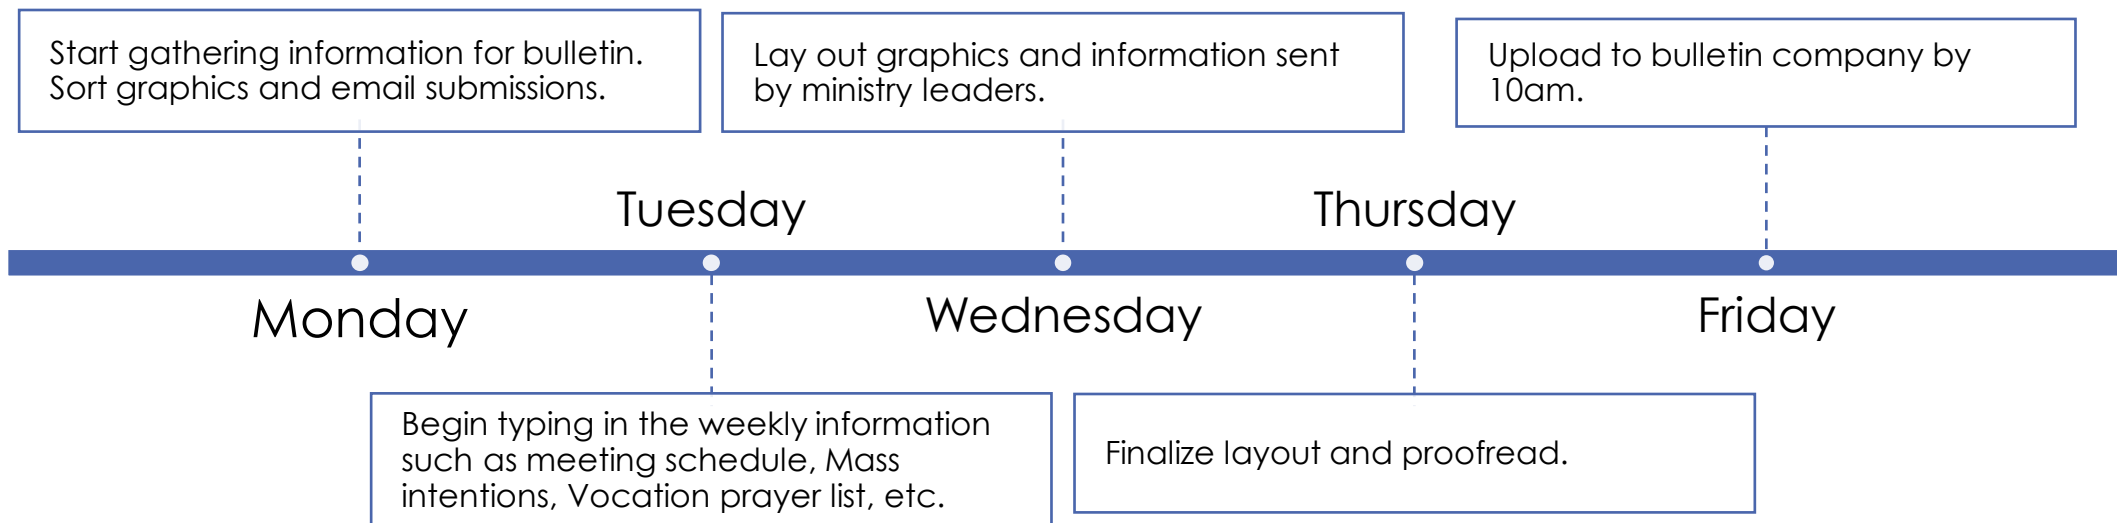 Start gathering information for bulletin.
Sort graphics and email submissions.
Lay out graphics and information sent
by ministry leaders.
Upload to bulletin company by
10am.
Tuesday
Thursday
Monday
Wednesday
Friday
Begin typing in the weekly information
such as meeting schedule, Mass
intentions, Vocation prayer list, etc.
Finalize layout and proofread.